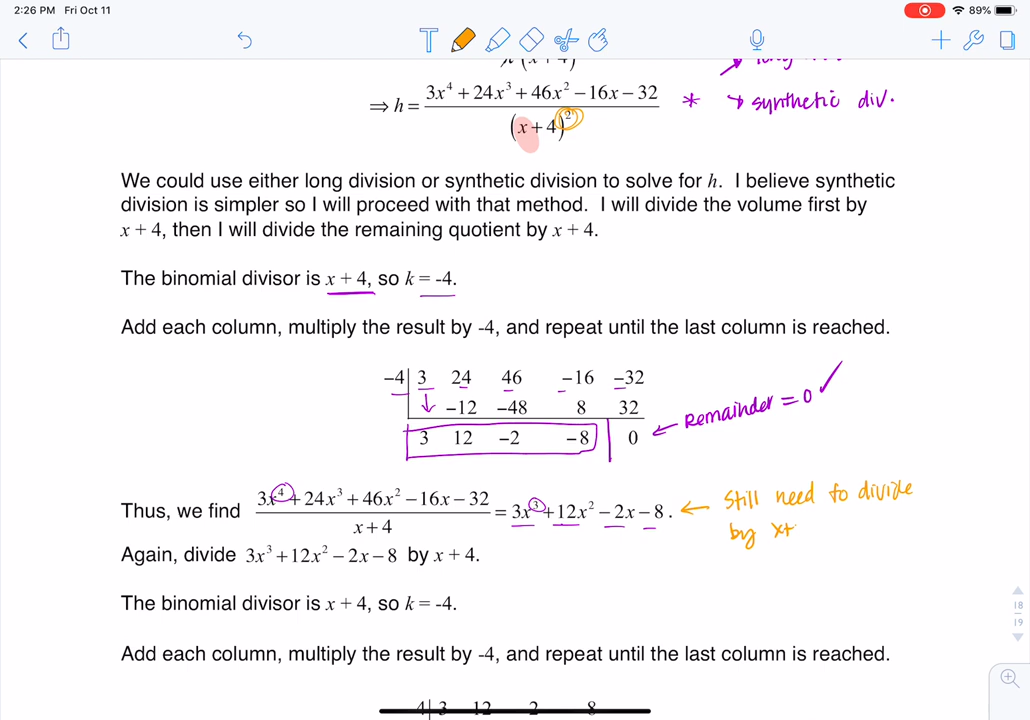 2:26 PM Fri Oct 11
89%
T
⇒ h = (3x⁴ + 24x³ + 46x² − 16x − 32) / (x + 4)²
* → synthetic div.
We could use either long division or synthetic division to solve for h. I believe synthetic
division is simpler so I will proceed with that method. I will divide the volume first by
x + 4, then I will divide the remaining quotient by x + 4.
The binomial divisor is x + 4, so k = -4.
Add each column, multiply the result by -4, and repeat until the last column is reached.
−4| 3 24 46 −16 −32
↓ −12 −48 8 32
3 12 −2 −8 | 0
← Remainder = 0 ✓
Thus, we find (3x⁴ + 24x³ + 46x² − 16x − 32) / (x + 4) = 3x³ + 12x² − 2x − 8.
← Still need to divide
by x+
Again, divide 3x³ + 12x² − 2x − 8 by x + 4.
The binomial divisor is x + 4, so k = -4.
Add each column, multiply the result by -4, and repeat until the last column is reached.
18
19